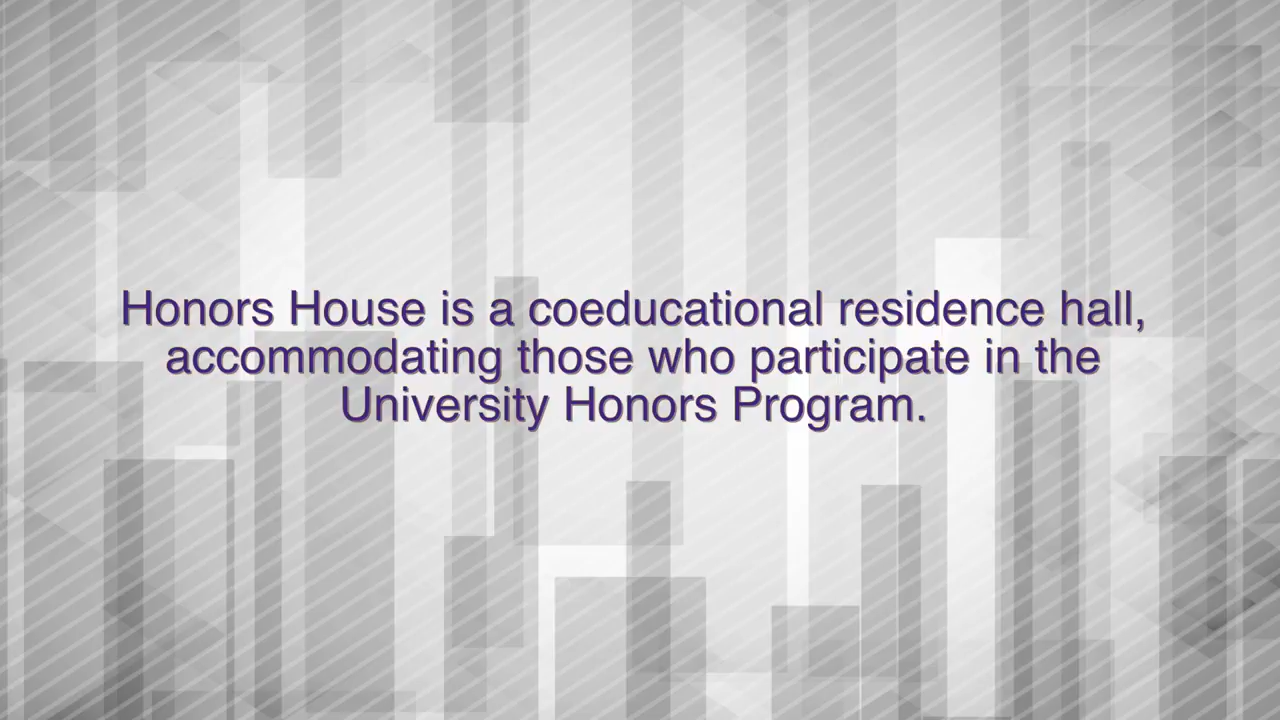 Honors House is a coeducational residence hall,
accommodating those who participate in the
University Honors Program.